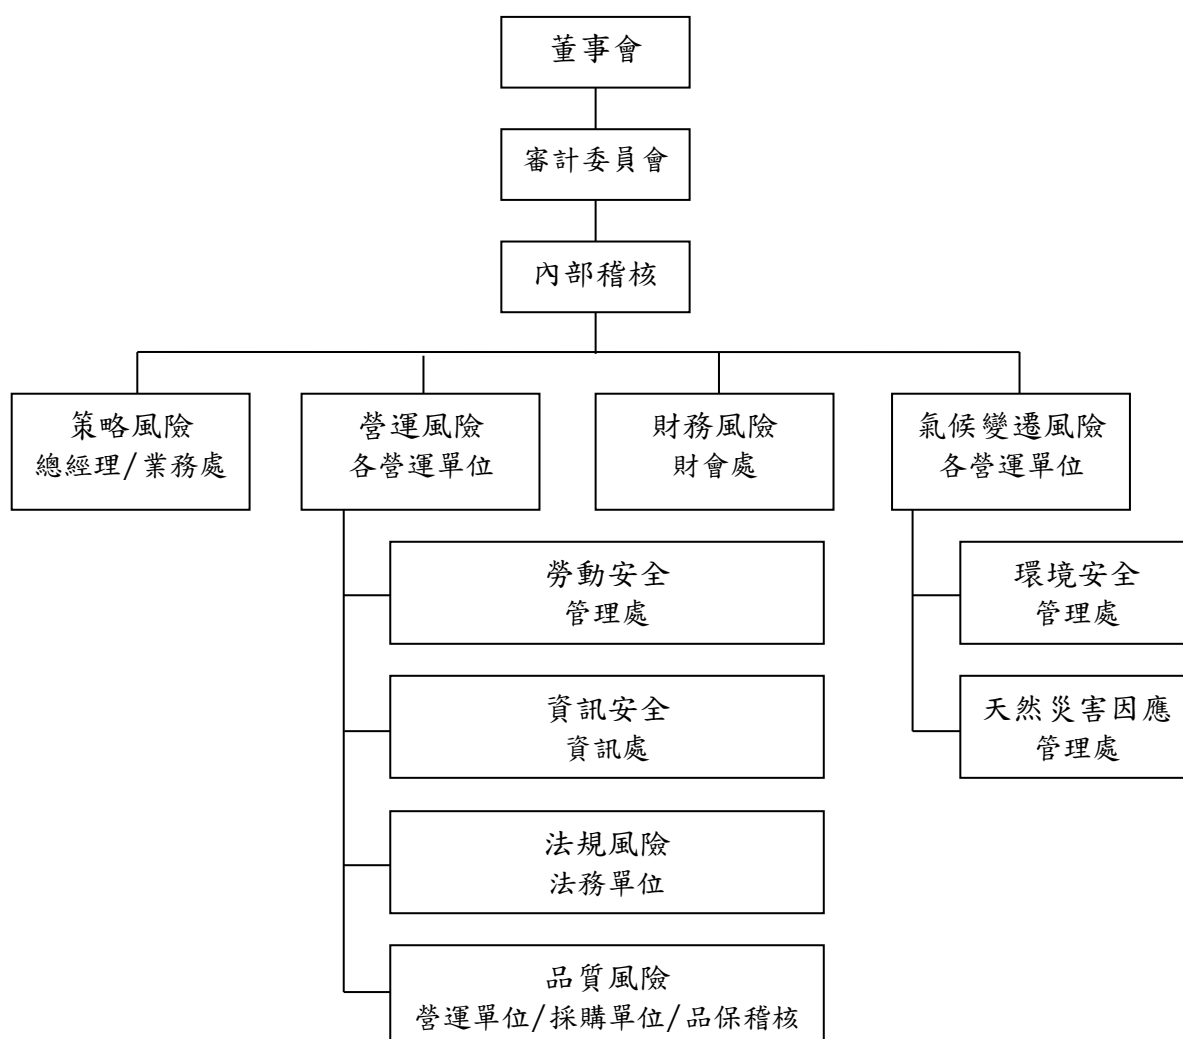 董事會
審計委員會
內部稽核
策略風險
總經理/業務處
營運風險
各營運單位
財務風險
財會處
氣候變遷風險
各營運單位
勞動安全
管理處
資訊安全
資訊處
法規風險
法務單位
品質風險
營運單位/採購單位/品保稽核
環境安全
管理處
天然災害因應
管理處